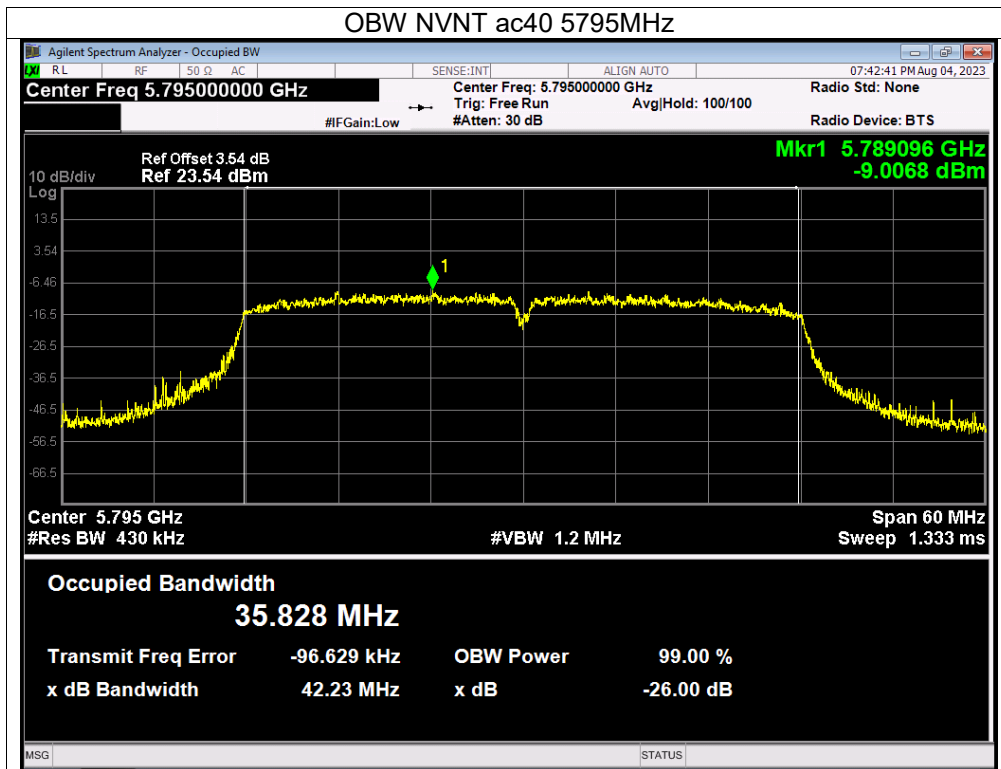 OBW NVNT ac40 5795MHz
Agilent Spectrum Analyzer - Occupied BW
LXI RL RF 50 Ω AC SENSE:INT ALIGN AUTO 07:42:41 PM Aug 04, 2023
Center Freq 5.795000000 GHz Center Freq: 5.795000000 GHz Radio Std: None
Trig: Free Run Avg|Hold: 100/100
#IFGain:Low #Atten: 30 dB Radio Device: BTS
Mkr1 5.789096 GHz
-9.0068 dBm
Ref Offset 3.54 dB
10 dB/div Ref 23.54 dBm
Log
13.5
3.54
1
-6.46
-16.5
-26.5
-36.5
-46.5
-56.5
-66.5
Center 5.795 GHz Span 60 MHz
#Res BW 430 kHz #VBW 1.2 MHz Sweep 1.333 ms
Occupied Bandwidth
35.828 MHz
Transmit Freq Error -96.629 kHz OBW Power 99.00 %
x dB Bandwidth 42.23 MHz x dB -26.00 dB
MSG STATUS